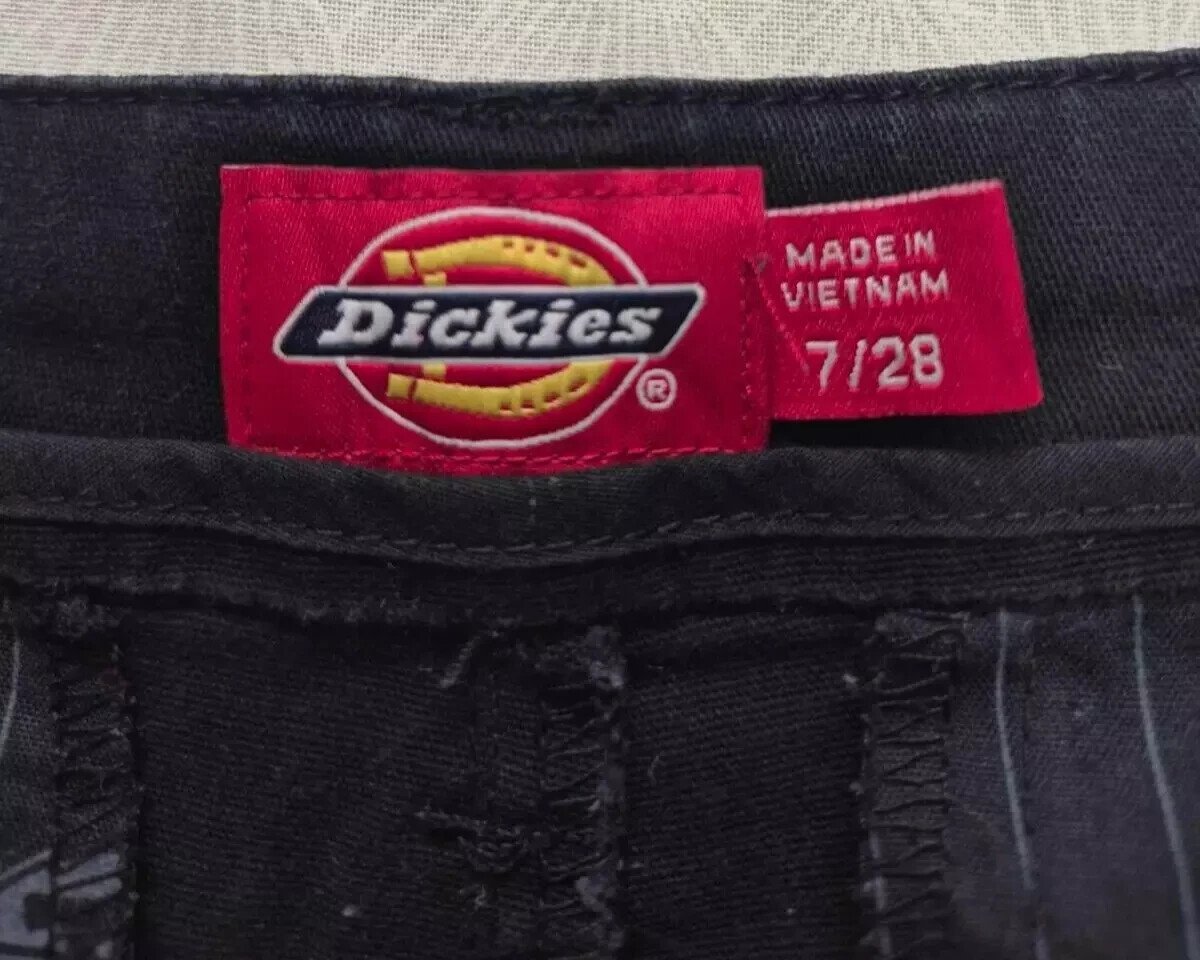 Dickies
®
MADE IN
VIETNAM
7/28